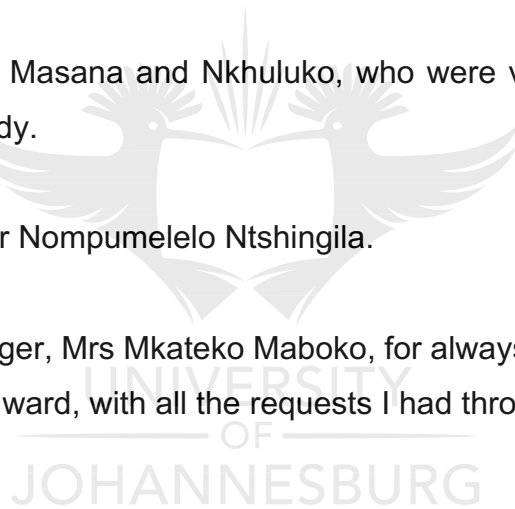 Masana and Nkhuluko, who were v
dy.
r Nompumelelo Ntshingila.
ger, Mrs Mkateko Maboko, for always
ward, with all the requests I had thro
UNIVERSITY
OF
JOHANNESBURG